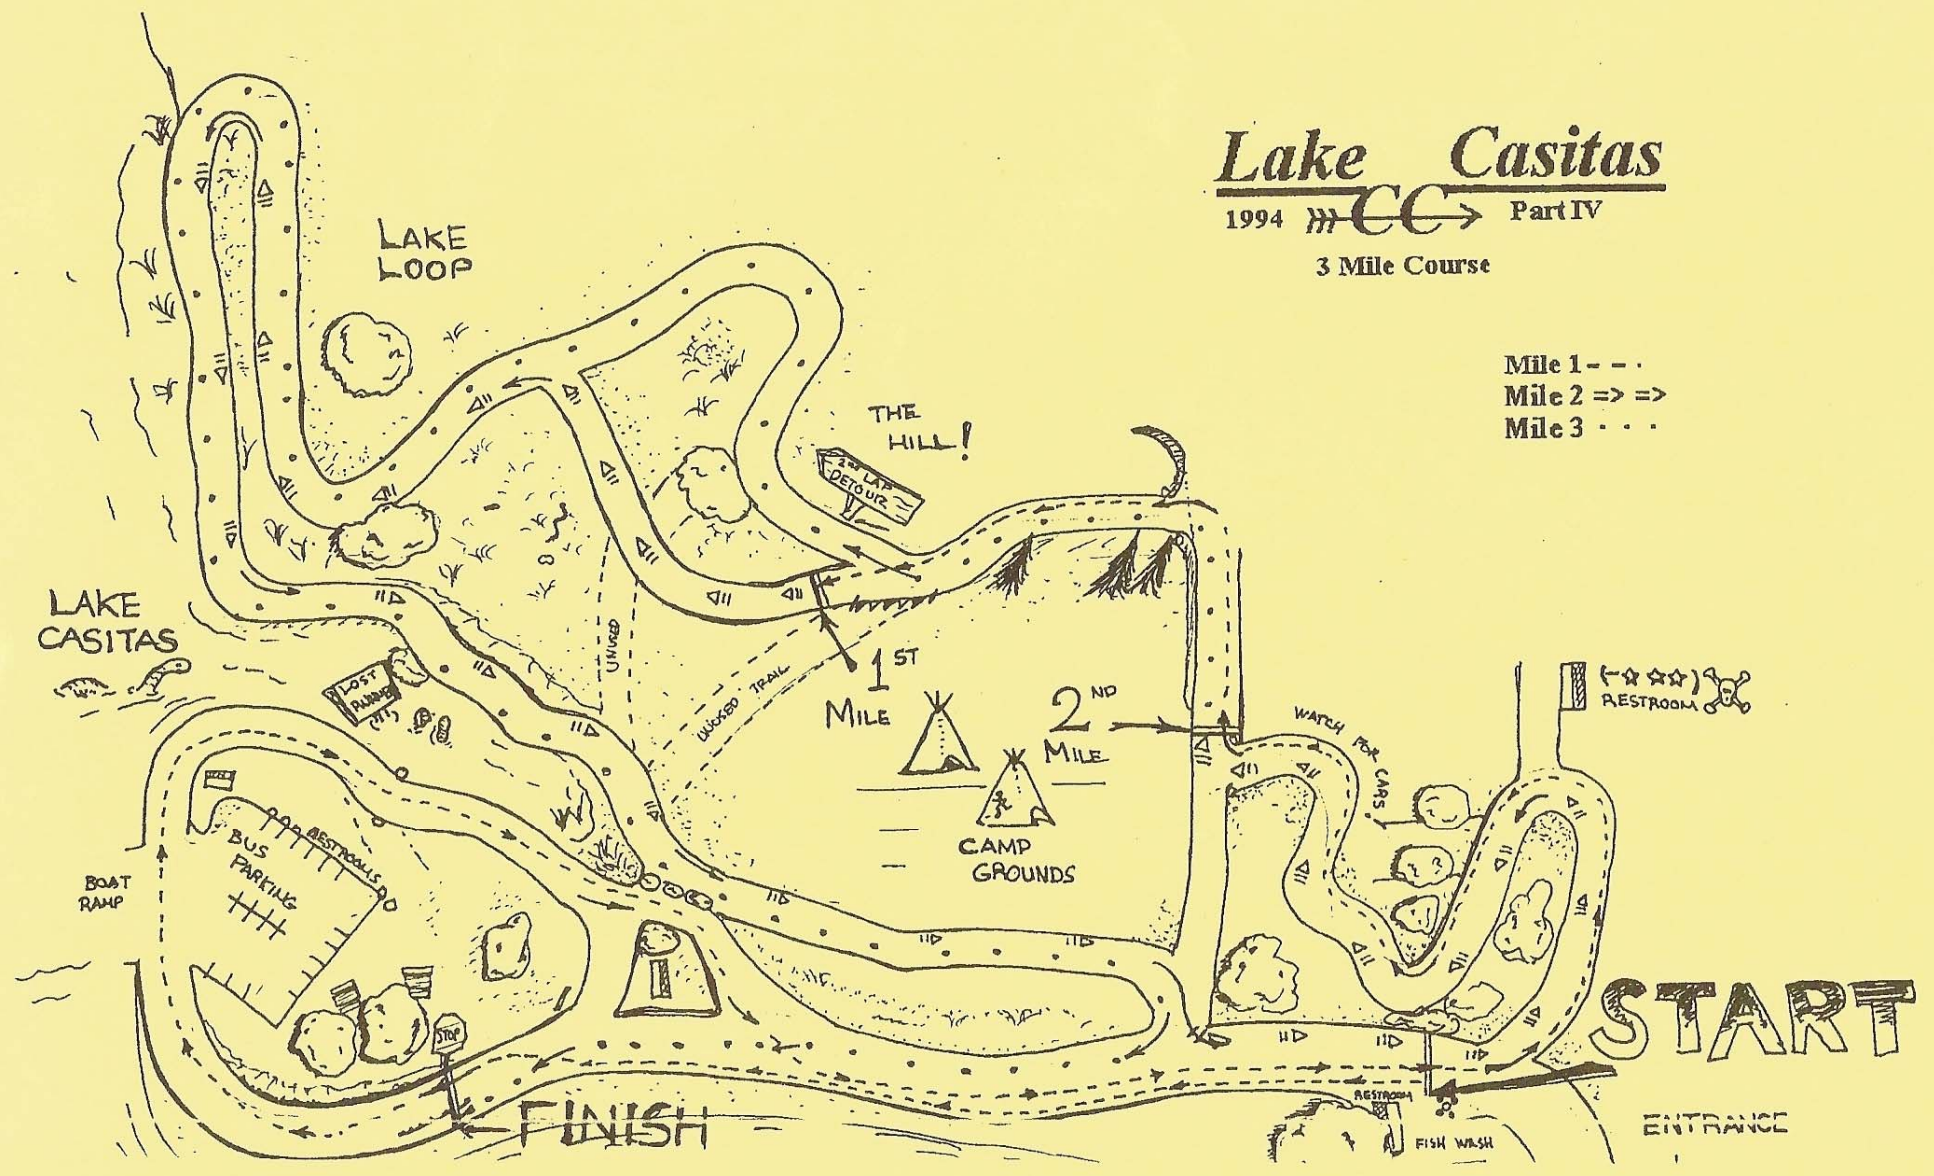 Lake Casitas
1994 CC Part IV
3 Mile Course
Mile 1 - - ·
Mile 2 => =>
Mile 3 · · ·
LAKE
LOOP
THE
HILL!
2ND LAP
DETOUR
LAKE
CASITAS
LOST
UNUSED
UNUSED TRAIL
1ST
MILE
2ND
MILE
CAMP
GROUNDS
WATCH FOR CARS!
RESTROOM
BOAT
RAMP
BUS
PARKING
RESTROOMS
STOP
FINISH
START
RESTROOM
FISH WASH
ENTRANCE